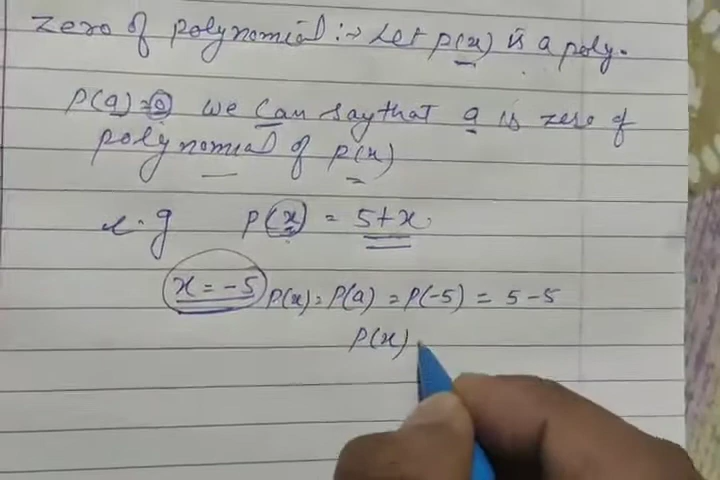 zero of polynomial :→ Let p(x) is a poly.
P(a)=0 we can say that a is zero of
polynomial of p(x)
e.g p(x) = 5+x.
x = -5 P(x) = P(a) = P(-5) = 5-5
P(x)